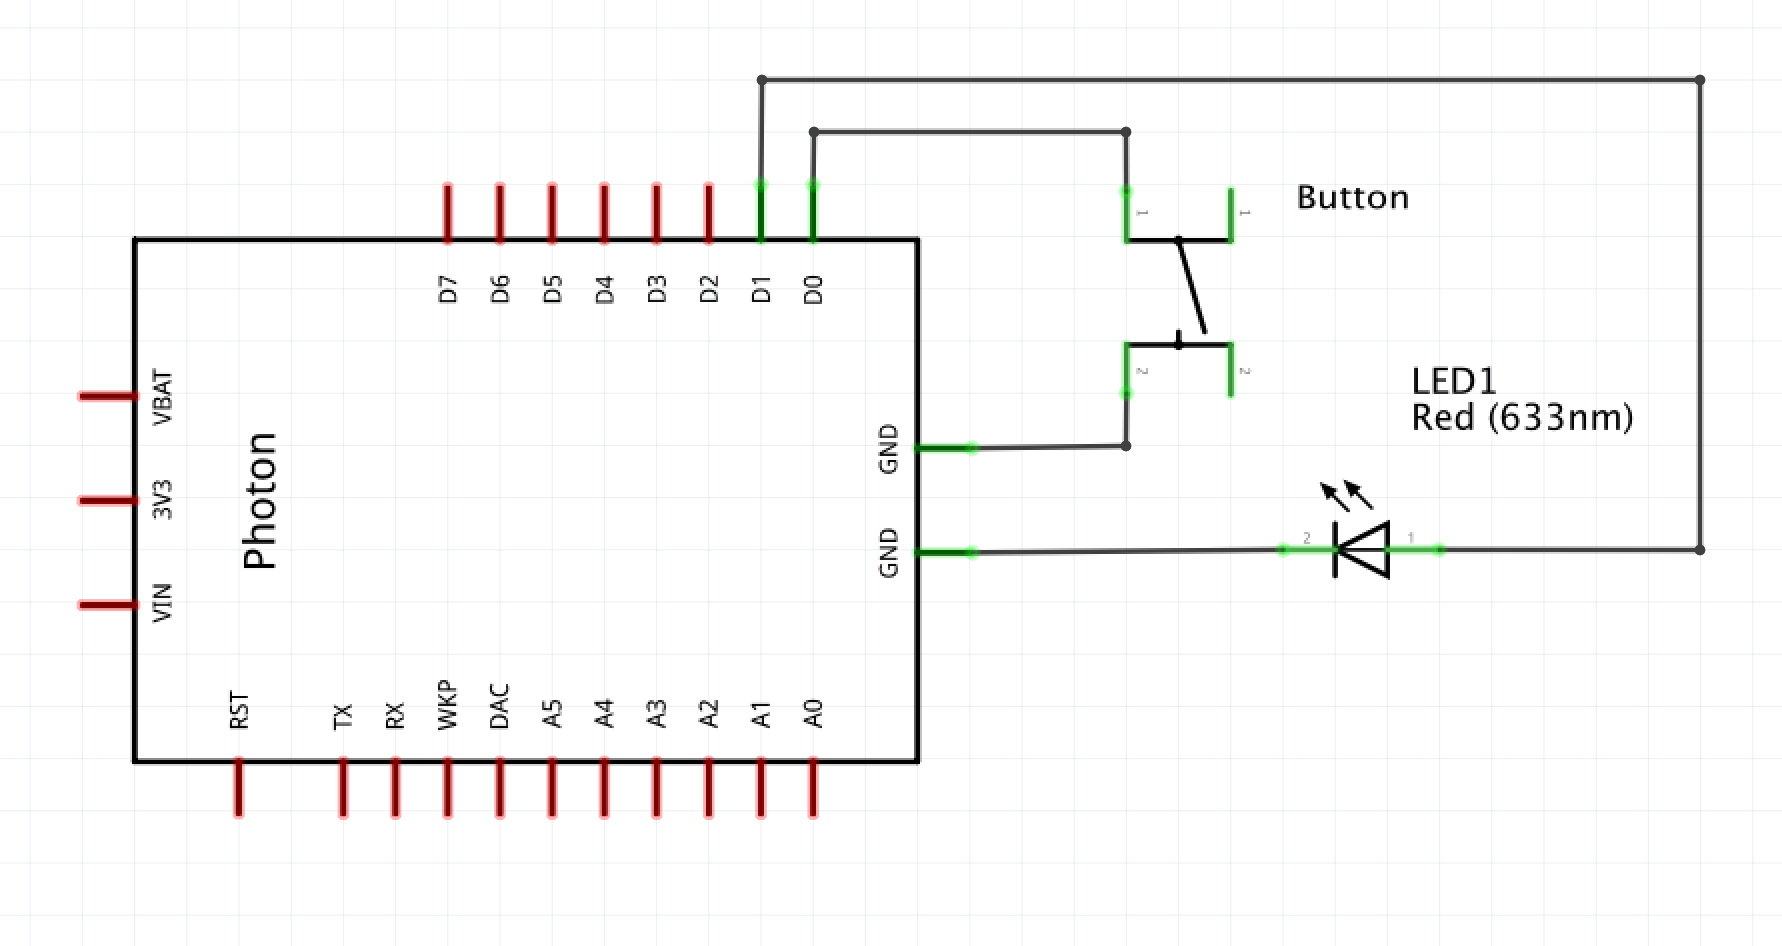 Button
1
1
D7
D6
D5
D4
D3
D2
D1
D0
2
2
LED1
Red (633nm)
VBAT
3V3
VIN
Photon
GND
GND
2
1
RST
TX
RX
WKP
DAC
A5
A4
A3
A2
A1
A0